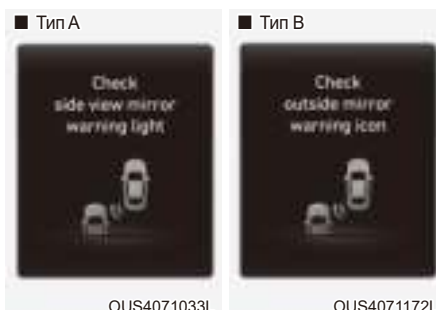 ■ Тип A
Check
side view mirror
warning light
OUS4071033L
■ Тип B
Check
outside mirror
warning icon
OUS4071172L